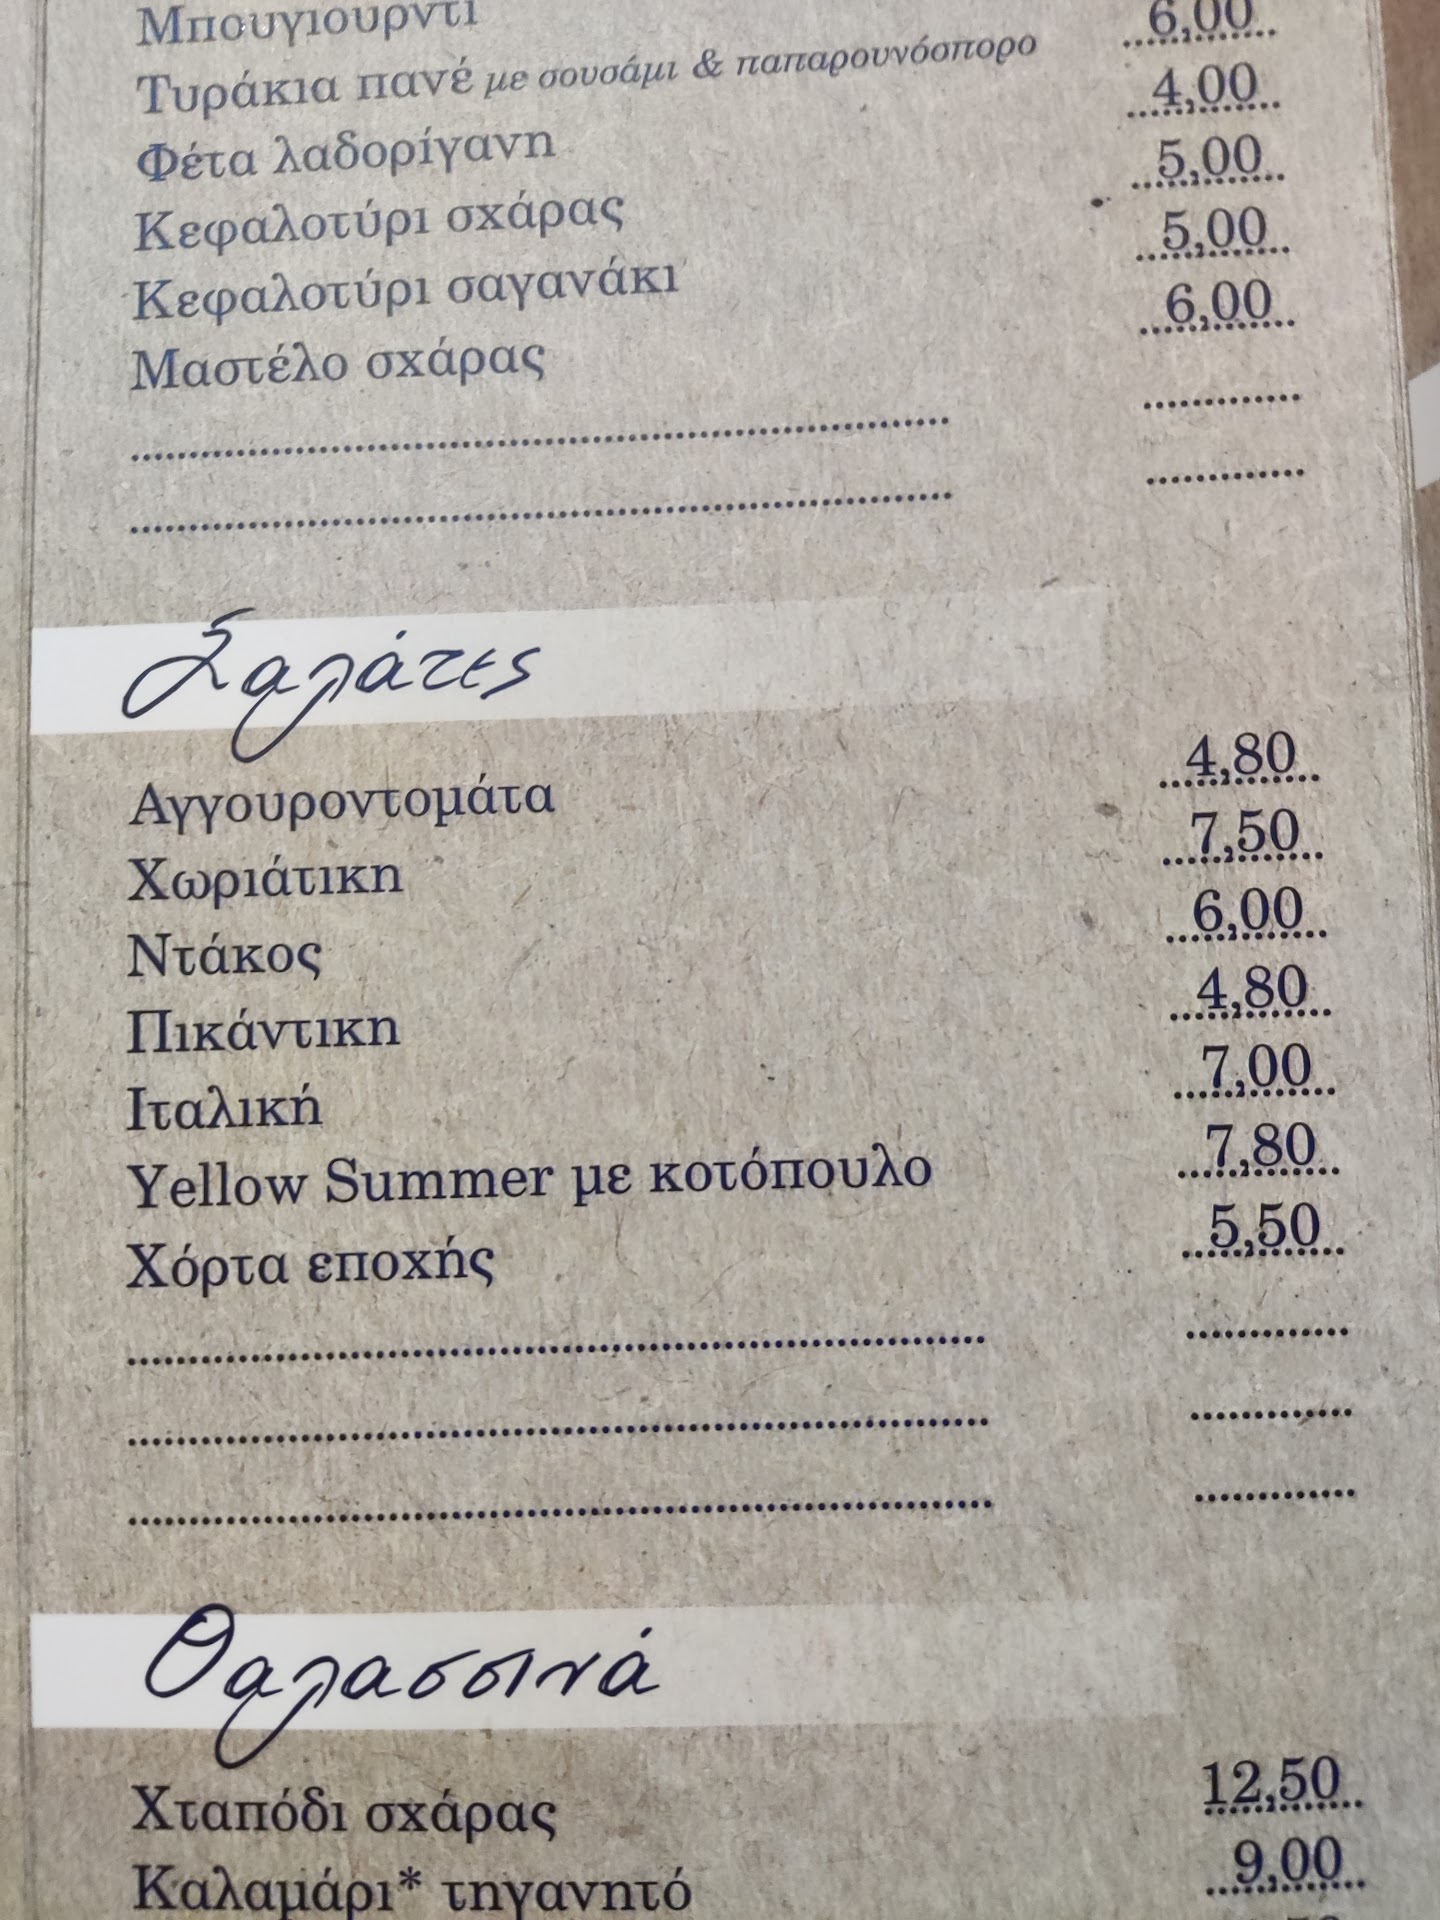 Μπουγιουρντί
Τυράκια πανέ με σουσάμι & παπαρουνόσπορο 6,00
Φέτα λαδορίγανη 4,00
Κεφαλοτύρι σχάρας 5,00
Κεφαλοτύρι σαγανάκι 5,00
Μαστέλο σχάρας 6,00
Σαλάτες
Αγγουροντομάτα 4,80
Χωριάτικη 7,50
Ντάκος 6,00
Πικάντικη 4,80
Ιταλική 7,00
Yellow Summer με κοτόπουλο 7,80
Χόρτα εποχής 5,50
Θαλασσινά
Χταπόδι σχάρας 12,50
Καλαμάρι* τηγανητό 9,00